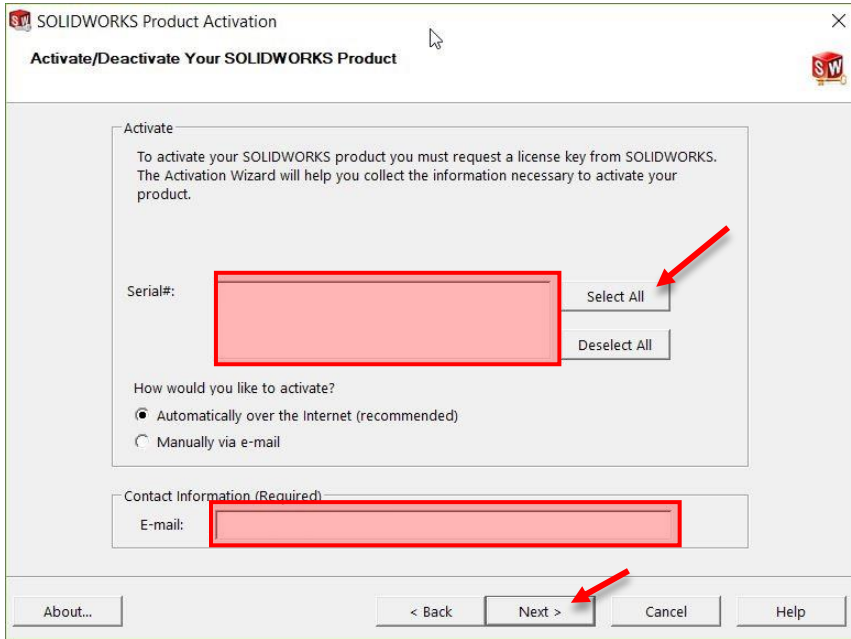 SOLIDWORKS Product Activation
Activate/Deactivate Your SOLIDWORKS Product
SW
Activate
To activate your SOLIDWORKS product you must request a license key from SOLIDWORKS.
The Activation Wizard will help you collect the information necessary to activate your
product.
Serial#:
Select All
Deselect All
How would you like to activate?
Automatically over the Internet (recommended)
Manually via e-mail
Contact Information (Required)
E-mail:
About...
< Back
Next >
Cancel
Help